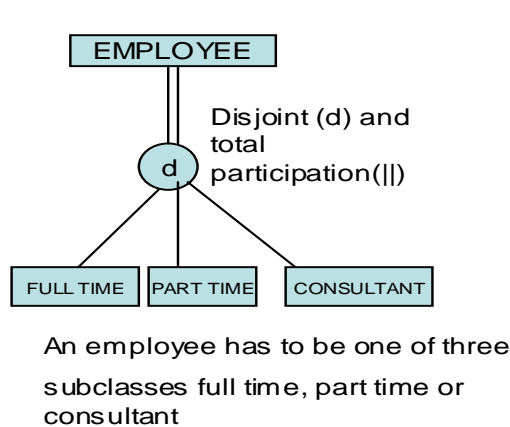 EMPLOYEE
Disjoint (d) and
total
participation(||)
d
FULL TIME
PART TIME
CONSULTANT
An employee has to be one of three
subclasses full time, part time or
consultant